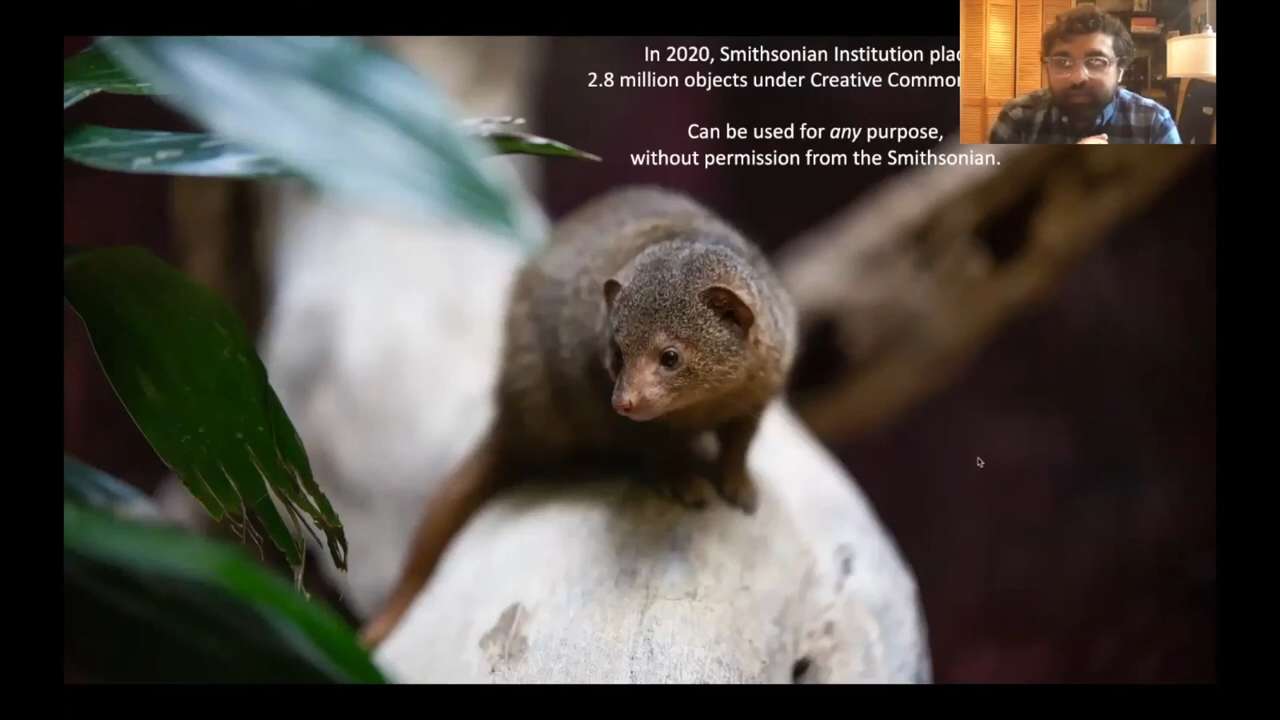 In 2020, Smithsonian Institution
2.8 million objects under Creative
Can be used for any purpose,
without permission from the Smithsonian.